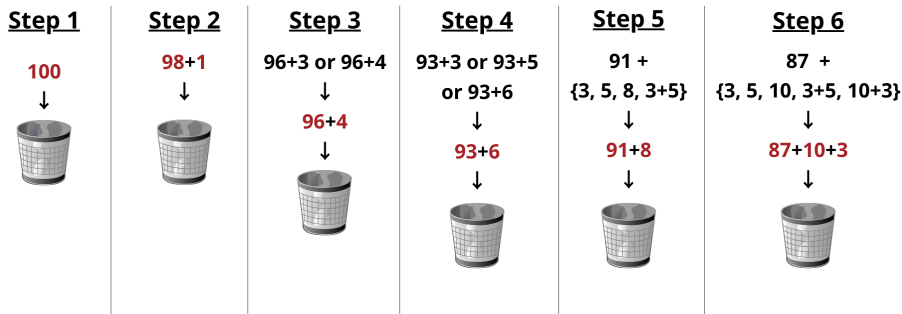 Step 1
100
↓
Step 2
98+1
↓
Step 3
96+3 or 96+4
↓
96+4
↓
Step 4
93+3 or 93+5
or 93+6
↓
93+6
↓
Step 5
91 +
{3, 5, 8, 3+5}
↓
91+8
↓
Step 6
87 +
{3, 5, 10, 3+5, 10+3}
↓
87+10+3
↓